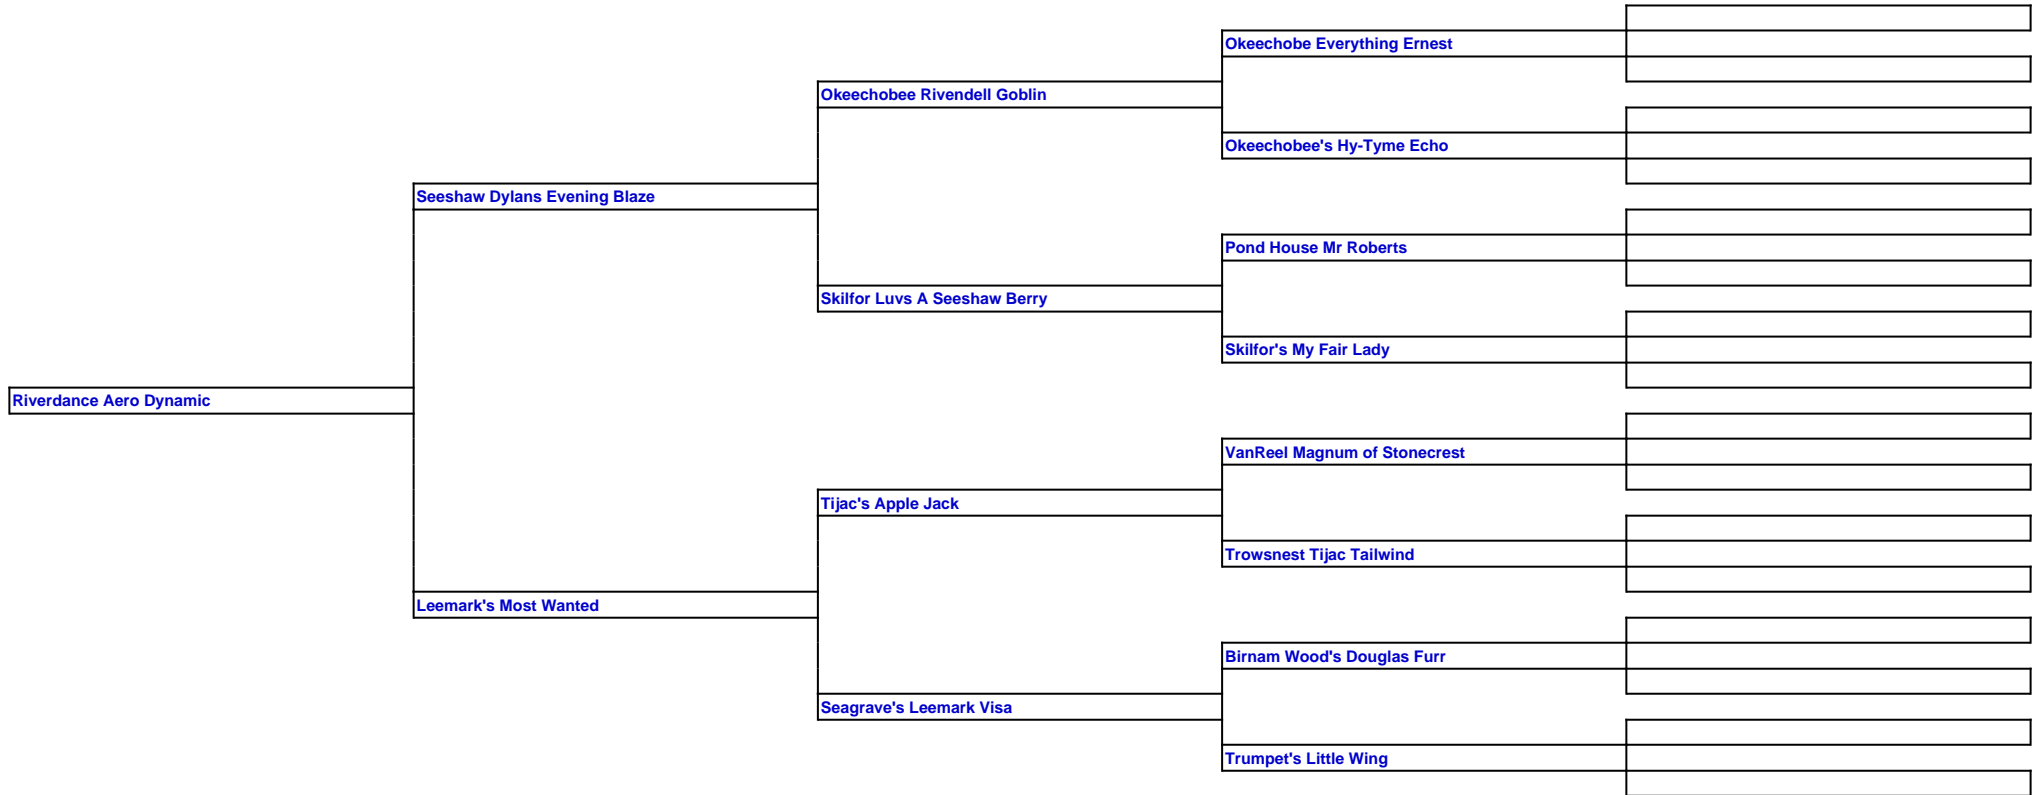 Okeechobe Everything Ernest
Okeechobee Rivendell Goblin
Okeechobee's Hy-Tyme Echo
Seeshaw Dylans Evening Blaze
Pond House Mr Roberts
Skilfor Luvs A Seeshaw Berry
Skilfor's My Fair Lady
Riverdance Aero Dynamic
VanReel Magnum of Stonecrest
Tijac's Apple Jack
Trowsnest Tijac Tailwind
Leemark's Most Wanted
Birnam Wood's Douglas Furr
Seagrave's Leemark Visa
Trumpet's Little Wing